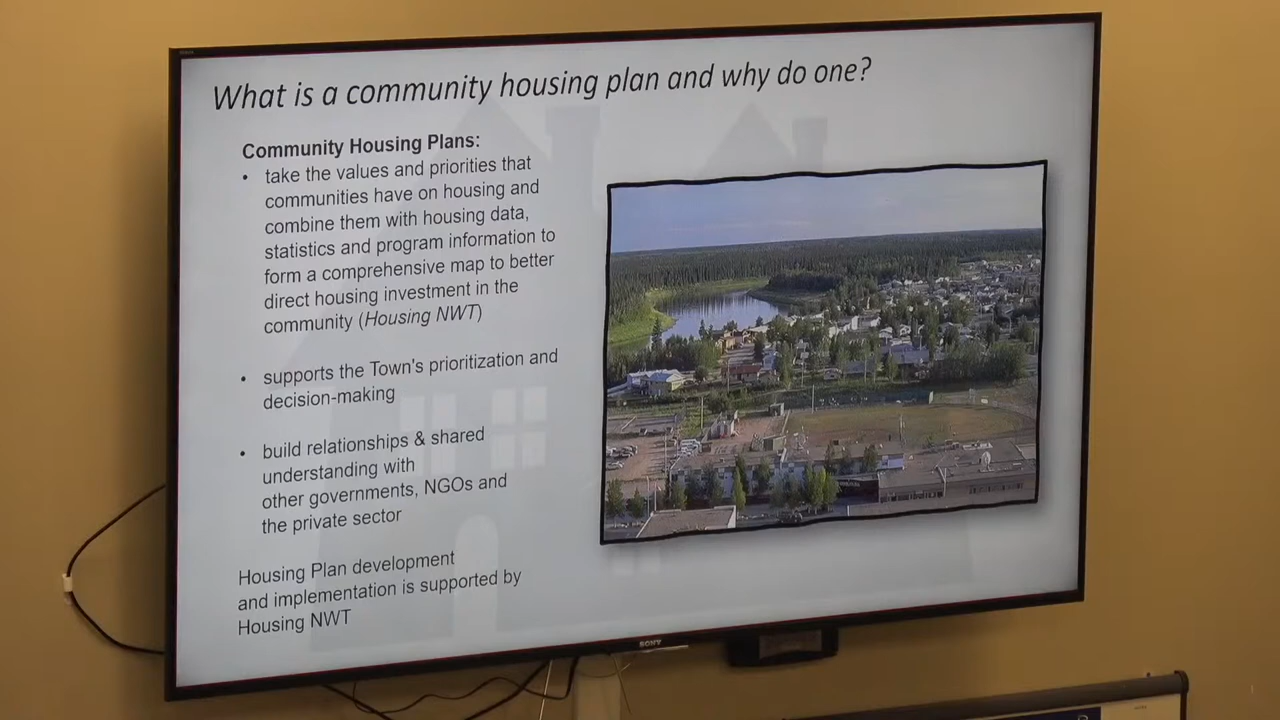 What is a community housing plan and why do one?
Community Housing Plans:
• take the values and priorities that
communities have on housing and
combine them with housing data,
statistics and program information to
form a comprehensive map to better
direct housing investment in the
community (Housing NWT)
• supports the Town's prioritization and
decision-making
• build relationships & shared
understanding with
other governments, NGOs and
the private sector
Housing Plan development
and implementation is supported by
Housing NWT
SONY